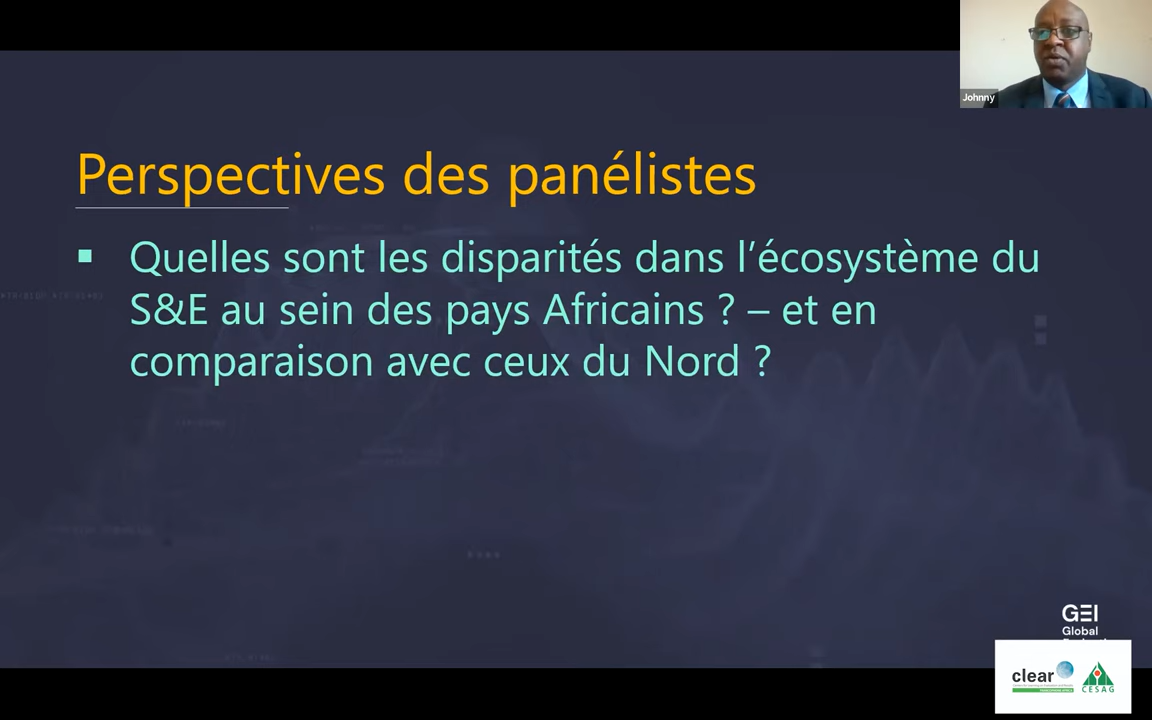 Johnny
Perspectives des panélistes
▪ Quelles sont les disparités dans l’écosystème du
S&E au sein des pays Africains ? – et en
comparaison avec ceux du Nord ?
GEI
Global
clear
CESAG